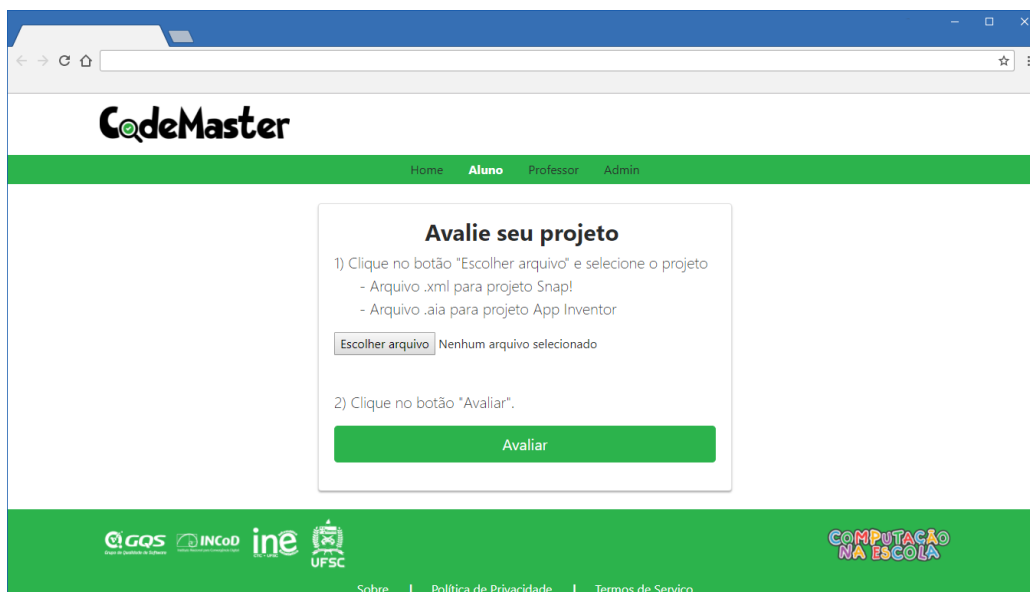 CodeMaster
Home Aluno Professor Admin
Avalie seu projeto
1) Clique no botão "Escolher arquivo" e selecione o projeto
- Arquivo .xml para projeto Snap!
- Arquivo .aia para projeto App Inventor
Escolher arquivo Nenhum arquivo selecionado
2) Clique no botão "Avaliar".
Avaliar
GQS INCoD ine UFSC COMPUTAÇÃO NA ESCOLA
Sobre | Política de Privacidade | Termos de Serviço